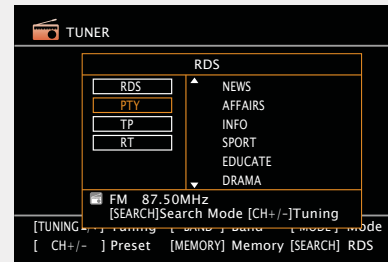 TUNER
RDS
RDS
PTY
TP
RT
NEWS
AFFAIRS
INFO
SPORT
EDUCATE
DRAMA
FM 87.50MHz
[SEARCH]Search Mode [CH+/-]Tuning
[TUNING
[ CH+/- ] Preset [MEMORY] Memory [SEARCH] RDS